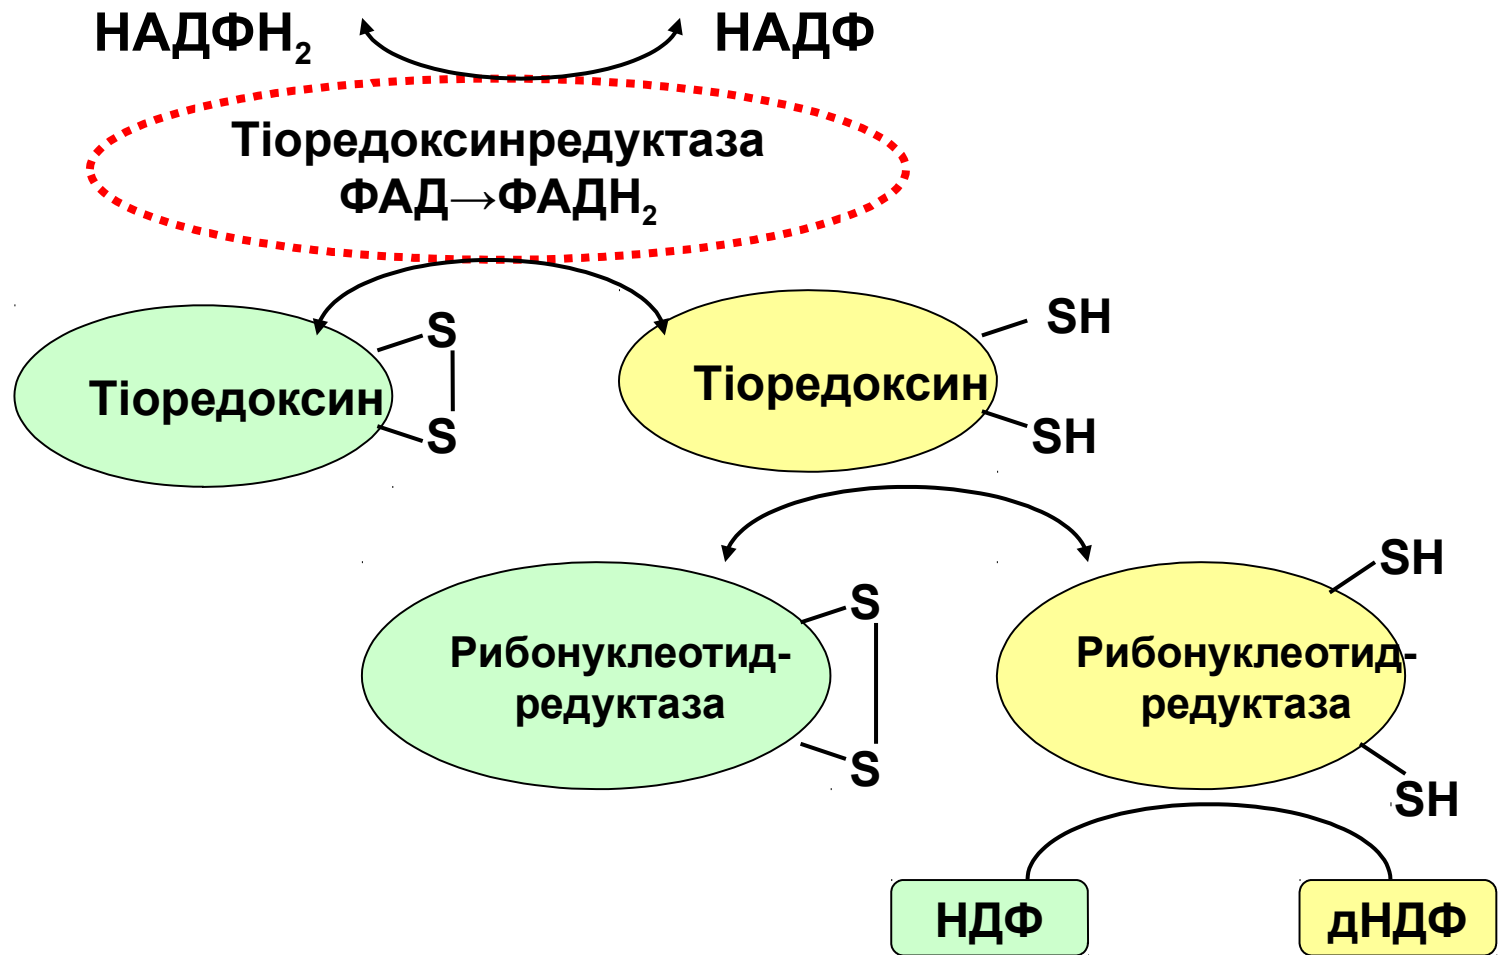 НАДФН₂ НАДФ
Тіоредоксинредуктаза
ФАД→ФАДН₂
S
SH
Тіоредоксин
Тіоредоксин
S
SH
SH
S
Рибонуклеотид-
редуктаза
Рибонуклеотид-
редуктаза
S
SH
НДФ
дНДФ